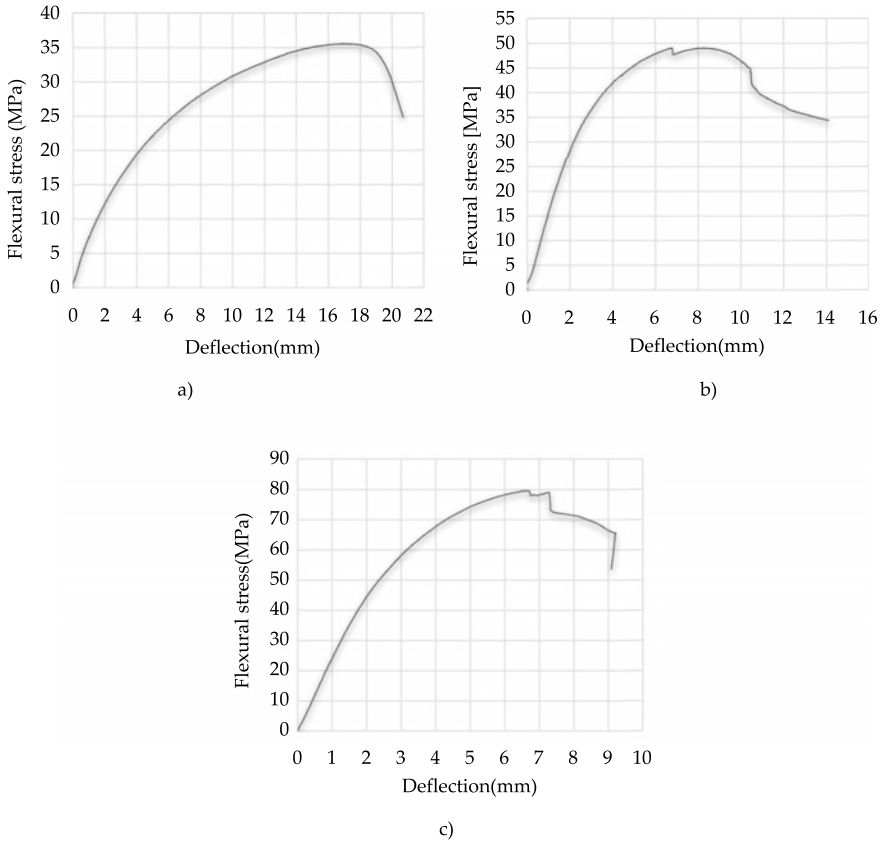 40
35
30
25
20
15
10
5
0
Flexural stress (MPa)
0 2 4 6 8 10 12 14 16 18 20 22
Deflection(mm)
a)
55
50
45
40
35
30
25
20
15
10
5
0
Flexural stress [MPa]
0 2 4 6 8 10 12 14 16
Deflection(mm)
b)
90
80
70
60
50
40
30
20
10
0
Flexural stress(MPa)
0 1 2 3 4 5 6 7 8 9 10
Deflection(mm)
c)